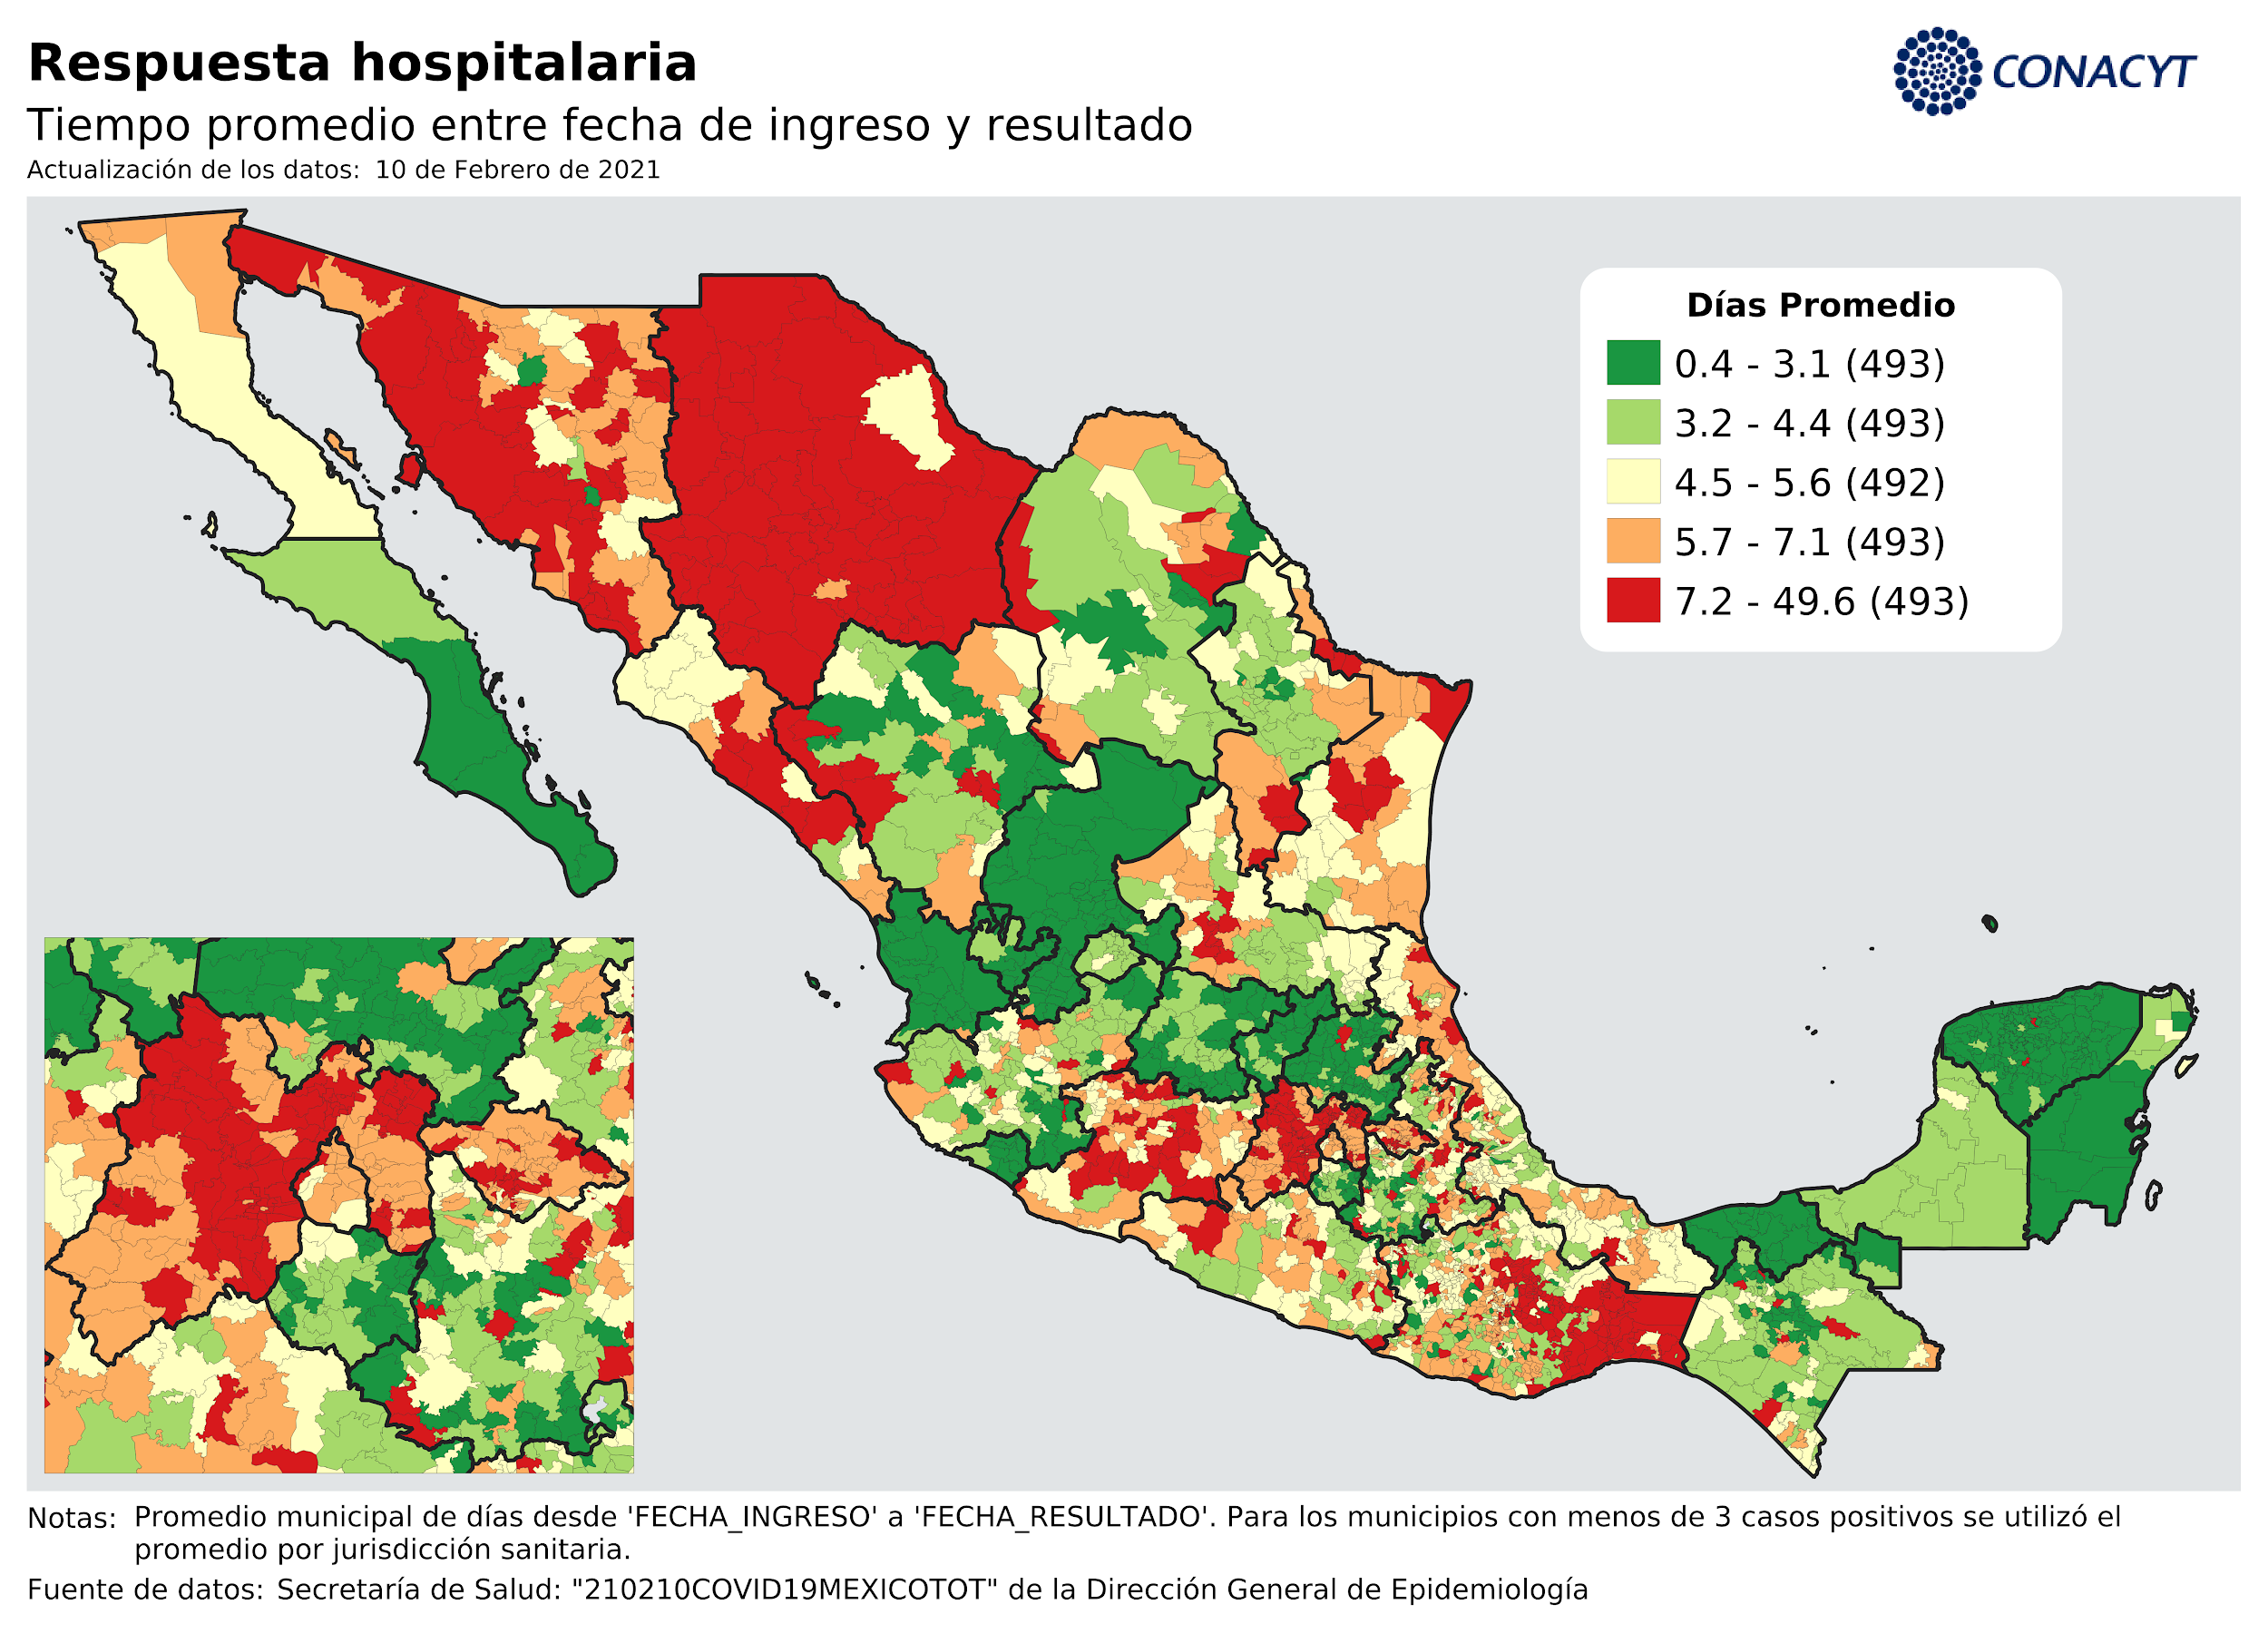 Respuesta hospitalaria
CONACYT
Tiempo promedio entre fecha de ingreso y resultado
Actualización de los datos: 10 de Febrero de 2021
Días Promedio
0.4 - 3.1 (493)
3.2 - 4.4 (493)
4.5 - 5.6 (492)
5.7 - 7.1 (493)
7.2 - 49.6 (493)
Notas: Promedio municipal de días desde 'FECHA_INGRESO' a 'FECHA_RESULTADO'. Para los municipios con menos de 3 casos positivos se utilizó el
promedio por jurisdicción sanitaria.
Fuente de datos: Secretaría de Salud: "210210COVID19MEXICOTOT" de la Dirección General de Epidemiología